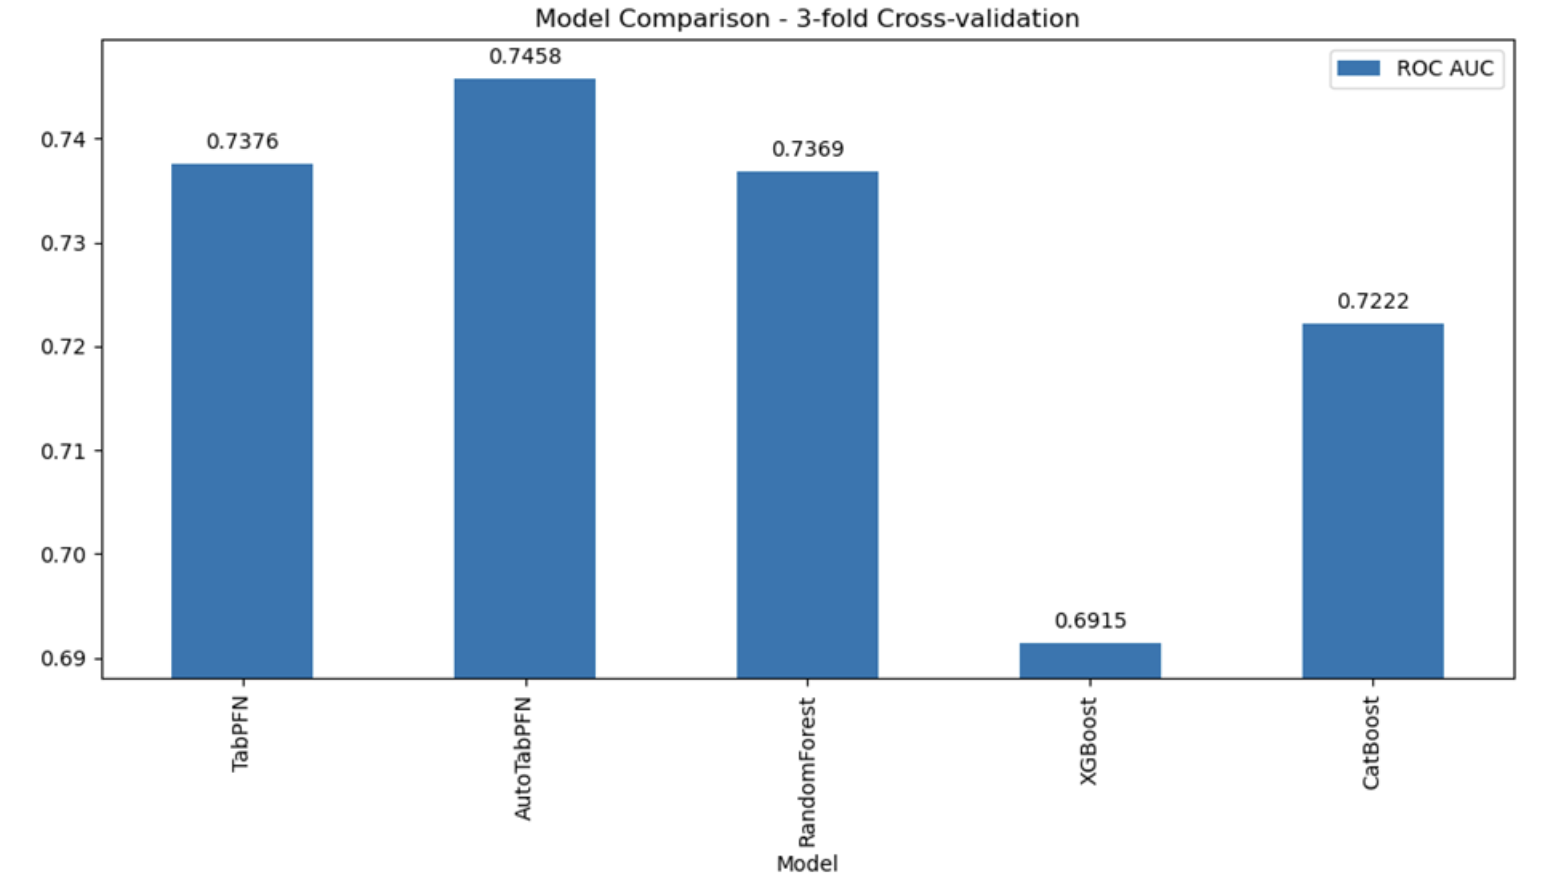 Model Comparison - 3-fold Cross-validation
ROC AUC
0.7376
0.7458
0.7369
0.6915
0.7222
0.74
0.73
0.72
0.71
0.70
0.69
TabPFN
AutoTabPFN
RandomForest
XGBoost
CatBoost
Model